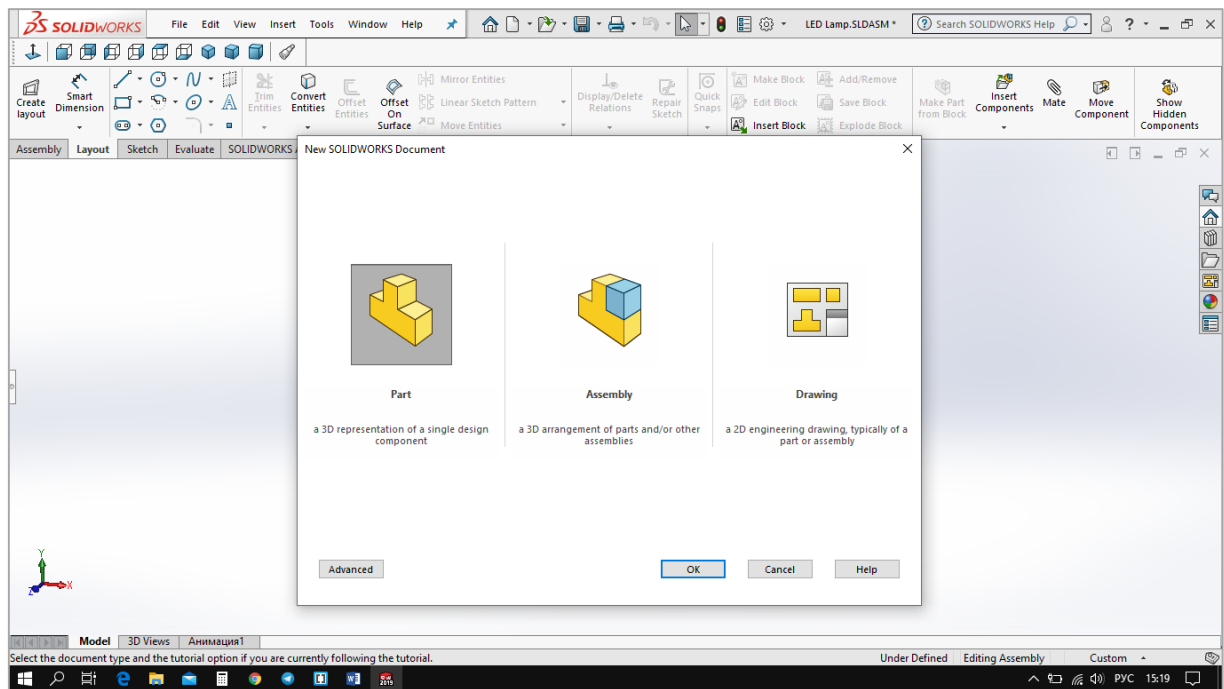 SOLIDWORKS File Edit View Insert Tools Window Help LED Lamp.SLDASM * Search SOLIDWORKS Help ?
Create layout
Smart Dimension
Trim Entities
Convert Entities
Offset Entities
Offset On Surface
Mirror Entities
Linear Sketch Pattern
Move Entities
Display/Delete Relations
Repair Sketch
Quick Snaps
Make Block
Edit Block
Insert Block
Add/Remove
Save Block
Explode Block
Make Part from Block
Insert Components
Mate
Move Component
Show Hidden Components
Assembly Layout Sketch Evaluate SOLIDWORKS
New SOLIDWORKS Document
Part
a 3D representation of a single design
component
Assembly
a 3D arrangement of parts and/or other
assemblies
Drawing
a 2D engineering drawing, typically of a
part or assembly
Advanced OK Cancel Help
Y
X
Z
Model 3D Views Анимация1
Select the document type and the tutorial option if you are currently following the tutorial. Under Defined Editing Assembly Custom
РУС 15:19